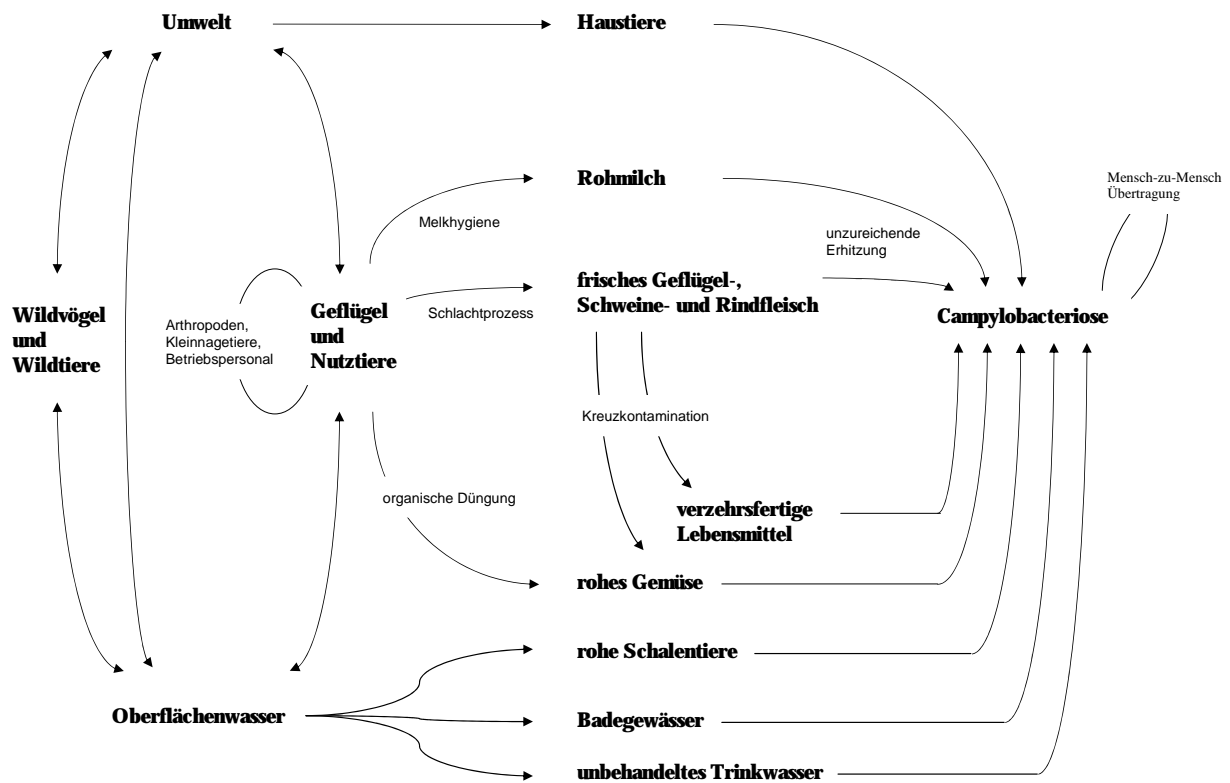 Umwelt
Haustiere
Rohmilch
Mensch-zu-Mensch
Übertragung
Melkhygiene
unzureichende
Erhitzung
frisches Geflügel-,
Schweine- und Rindfleisch
Wildvögel
und
Wildtiere
Arthropoden,
Kleinnagetiere,
Betriebspersonal
Geflügel
und
Nutztiere
Schlachtprozess
Campylobacteriose
Kreuzkontamination
organische Düngung
verzehrsfertige
Lebensmittel
rohes Gemüse
rohe Schalentiere
Oberflächenwasser
Badegewässer
unbehandeltes Trinkwasser